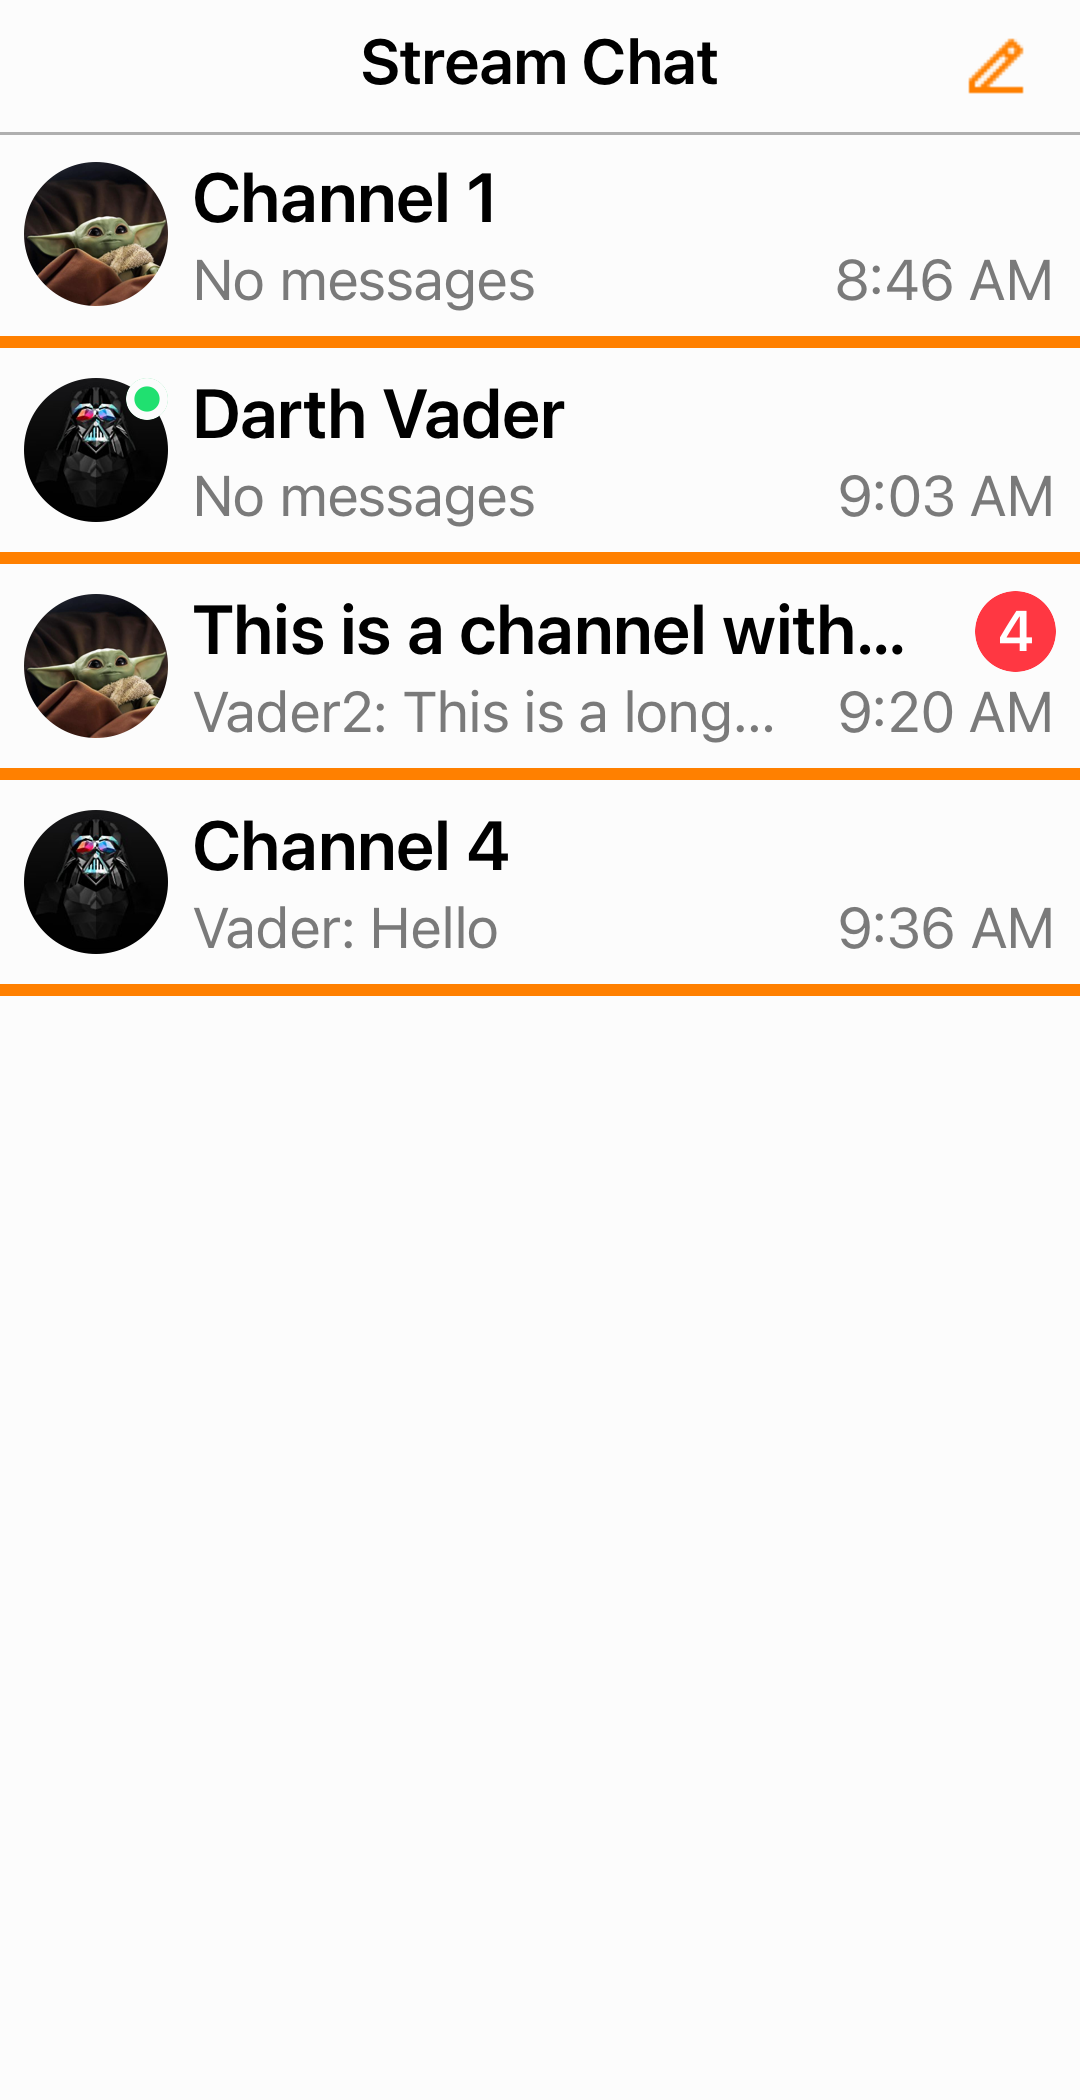 Stream Chat
Channel 1
No messages 8:46 AM
Darth Vader
No messages 9:03 AM
This is a channel with... 4
Vader2: This is a long... 9:20 AM
Channel 4
Vader: Hello 9:36 AM